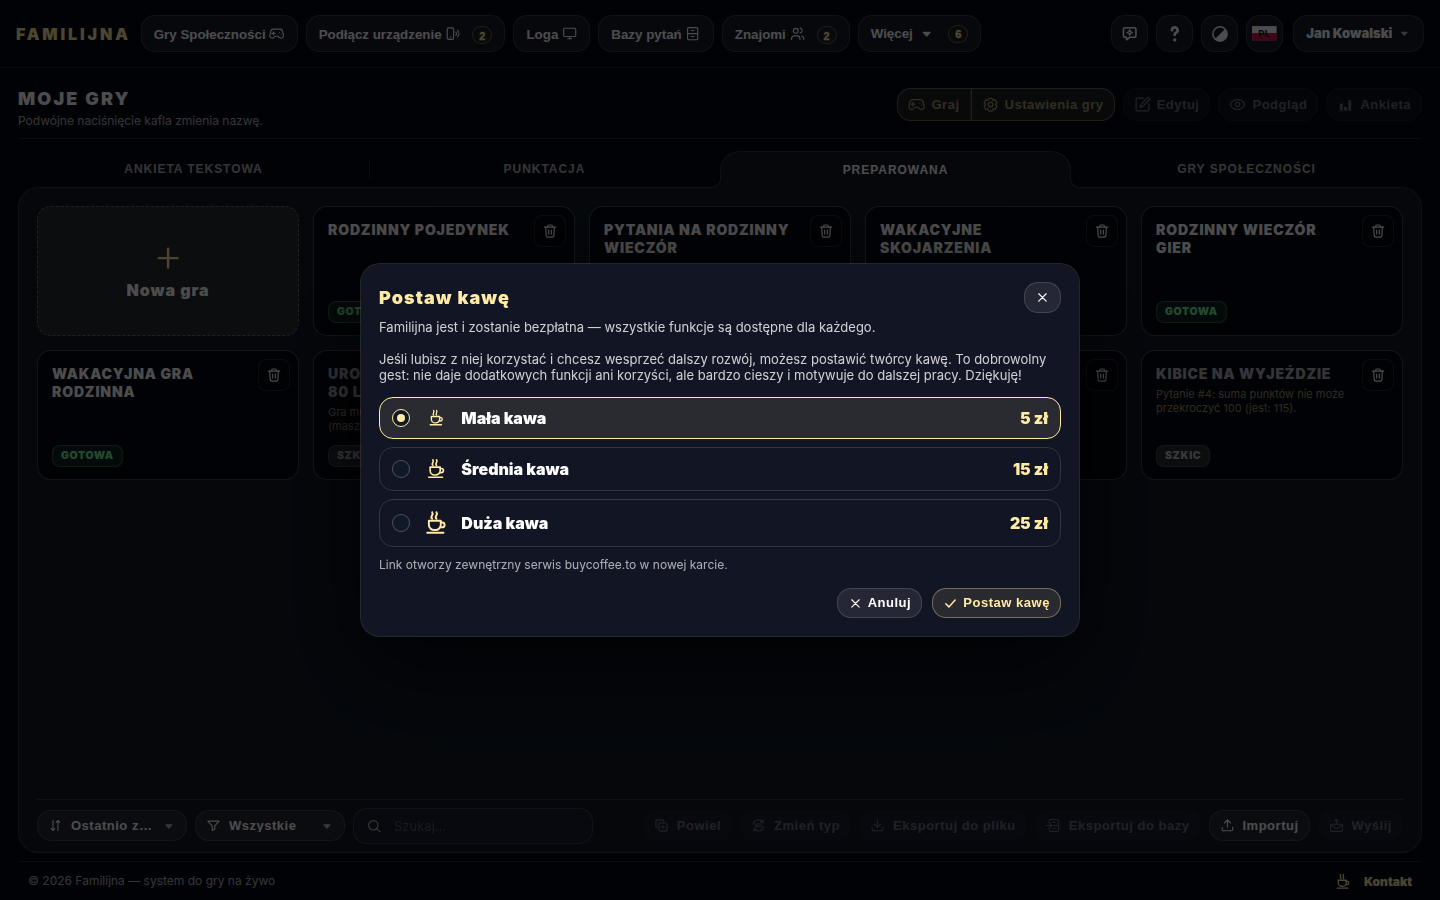 FAMILIJNA
Gry Społeczności
Podłącz urządzenie 2
Loga
Bazy pytań
Znajomi 2
Więcej 6
PL
Jan Kowalski
MOJE GRY
Podwójne naciśnięcie kafla zmienia nazwę.
Graj
Ustawienia gry
Edytuj
Podgląd
Ankieta
ANKIETA TEKSTOWA
PUNKTACJA
PREPAROWANA
GRY SPOŁECZNOŚCI
Nowa gra
RODZINNY POJEDYNEK
PYTANIA NA RODZINNY
WIECZÓR
WAKACYJNE
SKOJARZENIA
RODZINNY WIECZÓR
GIER
GOTOWA
WAKACYJNA GRA
RODZINNA
GOTOWA
80 L
KIBICE NA WYJEŹDZIE
Pytanie #4: suma punktów nie może
przekroczyć 100 (jest: 115).
SZKIC
Postaw kawę
Familijna jest i zostanie bezpłatna — wszystkie funkcje są dostępne dla każdego.
Jeśli lubisz z niej korzystać i chcesz wesprzeć dalszy rozwój, możesz postawić twórcy kawę. To dobrowolny
gest: nie daje dodatkowych funkcji ani korzyści, ale bardzo cieszy i motywuje do dalszej pracy. Dziękuję!
Mała kawa 5 zł
Średnia kawa 15 zł
Duża kawa 25 zł
Link otworzy zewnętrzny serwis buycoffee.to w nowej karcie.
Anuluj
Postaw kawę
Ostatnio z...
Wszystkie
Szukaj...
Powiel
Zmień typ
Eksportuj do pliku
Eksportuj do bazy
Importuj
Wyślij
© 2026 Familijna — system do gry na żywo
Kontakt